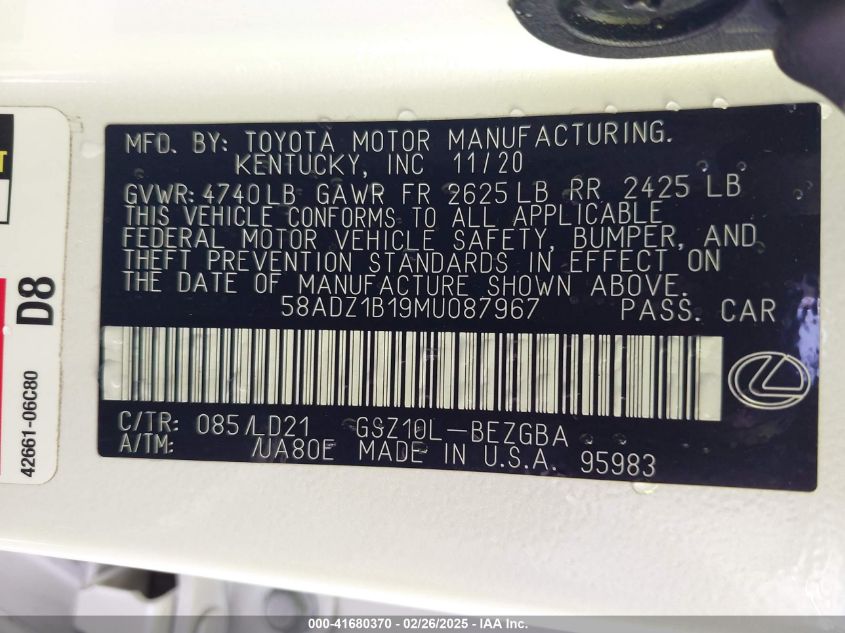 MFD. BY: TOYOTA MOTOR MANUFACTURING.
KENTUCKY, INC 11/20
GVWR: 4740LB GAWR FR 2625 LB RR 2425 LB
THIS VEHICLE CONFORMS TO ALL APPLICABLE
FEDERAL MOTOR VEHICLE SAFETY, BUMPER, AND
THEFT PREVENTION STANDARDS IN EFFECT ON
THE DATE OF MANUFACTURE SHOWN ABOVE.
58ADZ1B19MU087967 PASS. CAR
C/TR: 085/LD21 GSZ10L-BEZGBA
A/TM: /UA80E MADE IN U.S.A. 95983
D8
42661-06C80
000-41680370 - 02/26/2025 - IAA Inc.